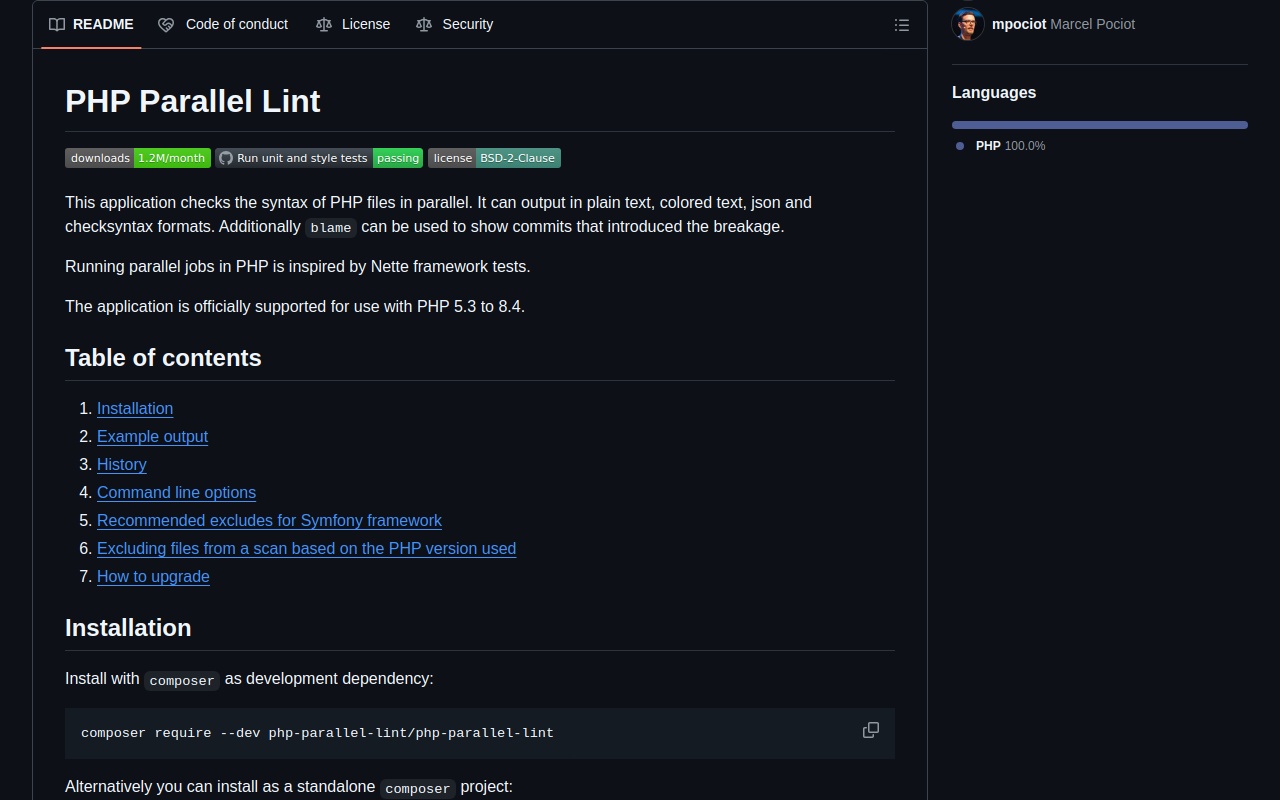 README
Code of conduct
License
Security
mpociot Marcel Pociot
Languages
PHP 100.0%
PHP Parallel Lint
downloads 1.2M/month
Run unit and style tests passing
license BSD-2-Clause
This application checks the syntax of PHP files in parallel. It can output in plain text, colored text, json and
checksyntax formats. Additionally blame can be used to show commits that introduced the breakage.
Running parallel jobs in PHP is inspired by Nette framework tests.
The application is officially supported for use with PHP 5.3 to 8.4.
Table of contents
1. Installation
2. Example output
3. History
4. Command line options
5. Recommended excludes for Symfony framework
6. Excluding files from a scan based on the PHP version used
7. How to upgrade
Installation
Install with composer as development dependency:
composer require --dev php-parallel-lint/php-parallel-lint
Alternatively you can install as a standalone composer project: